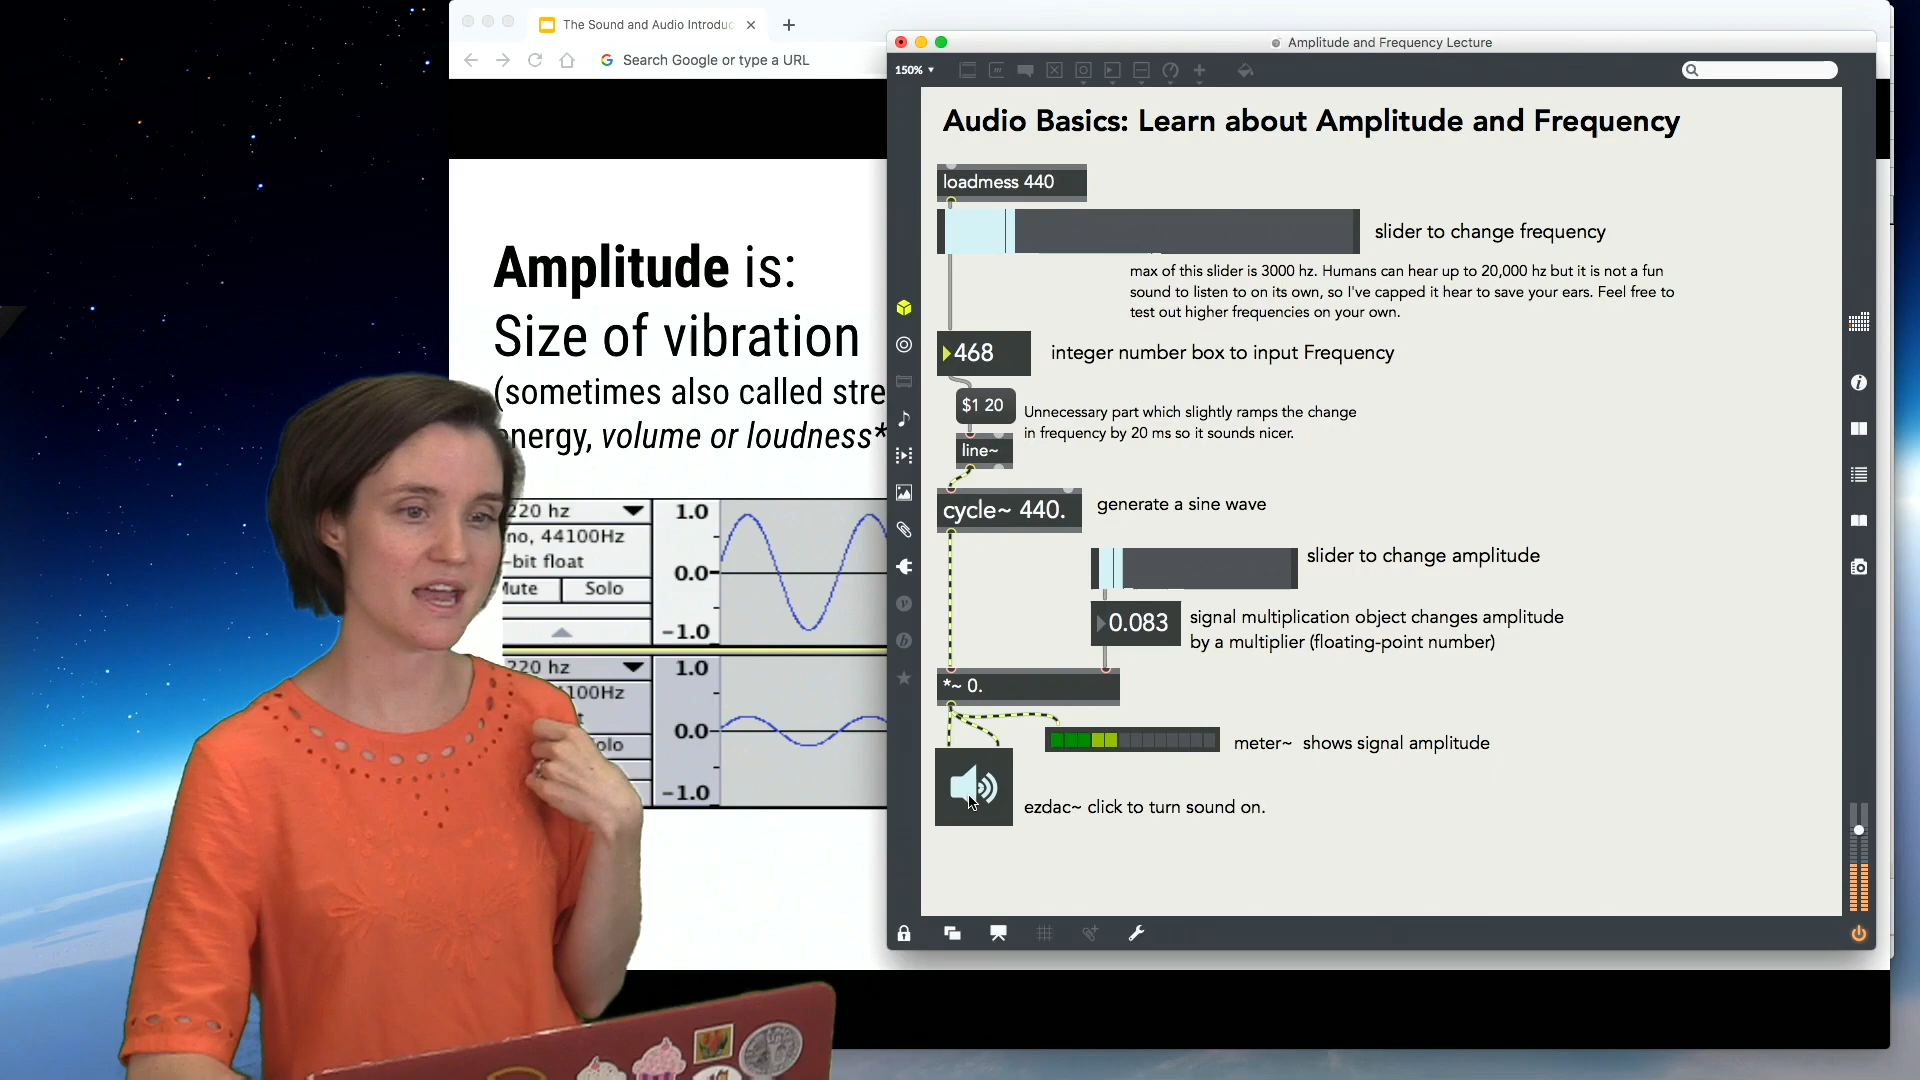 The Sound and Audio Introduc
Search Google or type a URL
Amplitude is:
Size of vibration
(sometimes also called stre
nergy, volume or loudness*
220 hz
no, 44100Hz
-bit float
Mute Solo
1.0
0.0
-1.0
220 hz
4100Hz
olo
1.0
0.0
-1.0
Amplitude and Frequency Lecture
150%
Audio Basics: Learn about Amplitude and Frequency
loadmess 440
slider to change frequency
max of this slider is 3000 hz. Humans can hear up to 20,000 hz but it is not a fun
sound to listen to on its own, so I've capped it hear to save your ears. Feel free to
test out higher frequencies on your own.
468
integer number box to input Frequency
$1 20
Unnecessary part which slightly ramps the change
in frequency by 20 ms so it sounds nicer.
line~
cycle~ 440.
generate a sine wave
slider to change amplitude
0.083
signal multiplication object changes amplitude
by a multiplier (floating-point number)
*~ 0.
meter~ shows signal amplitude
ezdac~ click to turn sound on.